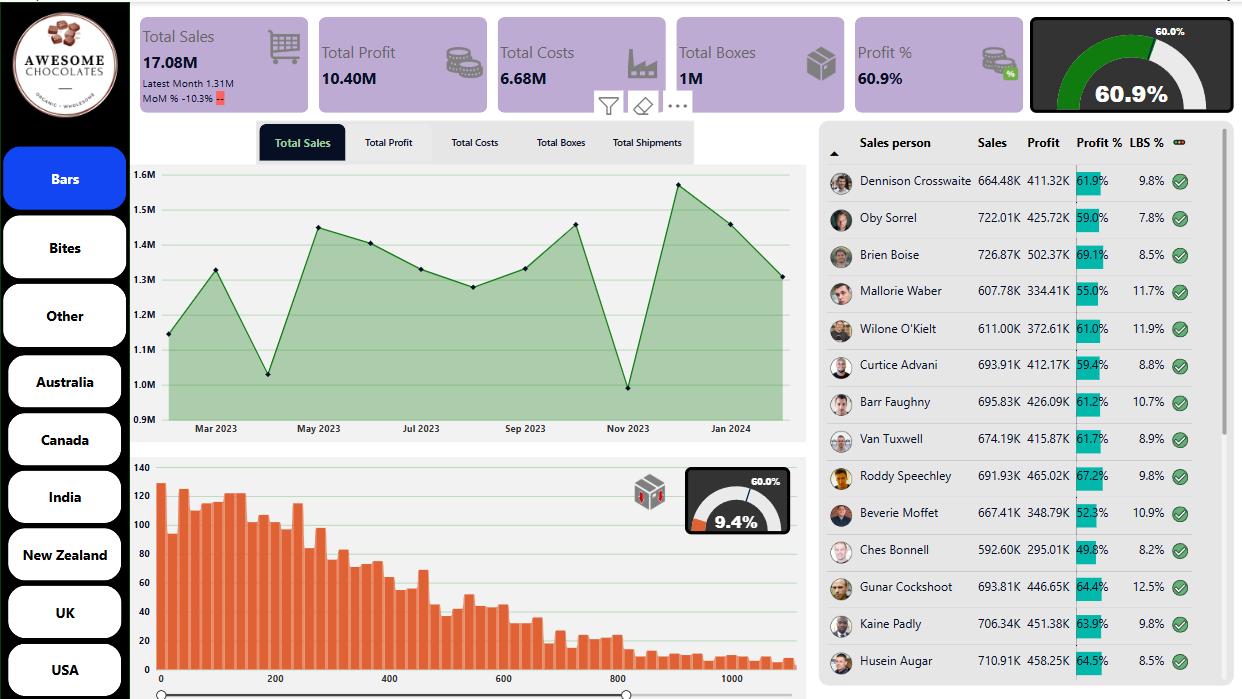 AWESOME
CHOCOLATES
ORGANIC • WHOLESOME
Total Sales
17.08M
Latest Month 1.31M
MoM % -10.3% --
Total Profit
10.40M
Total Costs
6.68M
Total Boxes
1M
Profit %
60.9%
%
60.0%
60.9%
Bars
Bites
Other
Australia
Canada
India
New Zealand
UK
USA
Total Sales Total Profit Total Costs Total Boxes Total Shipments
1.6M
1.5M
1.4M
1.3M
1.2M
1.1M
1.0M
0.9M
Mar 2023 May 2023 Jul 2023 Sep 2023 Nov 2023 Jan 2024
140
120
100
80
60
40
20
0
0 200 400 600 800 1000
60.0%
9.4%
Sales person Sales Profit Profit % LBS %
Dennison Crosswaite 664.48K 411.32K 61.9% 9.8%
Oby Sorrel 722.01K 425.72K 59.0% 7.8%
Brien Boise 726.87K 502.37K 69.1% 8.5%
Mallorie Waber 607.78K 334.41K 55.0% 11.7%
Wilone O'Kielt 611.00K 372.61K 61.0% 11.9%
Curtice Advani 693.91K 412.17K 59.4% 8.8%
Barr Faughny 695.83K 426.09K 61.2% 10.7%
Van Tuxwell 674.19K 415.87K 61.7% 8.9%
Roddy Speechley 691.93K 465.02K 67.2% 9.8%
Beverie Moffet 667.41K 348.79K 52.3% 10.9%
Ches Bonnell 592.60K 295.01K 49.8% 8.2%
Gunar Cockshoot 693.81K 446.65K 64.4% 12.5%
Kaine Padly 706.34K 451.38K 63.9% 9.8%
Husein Augar 710.91K 458.25K 64.5% 8.5%